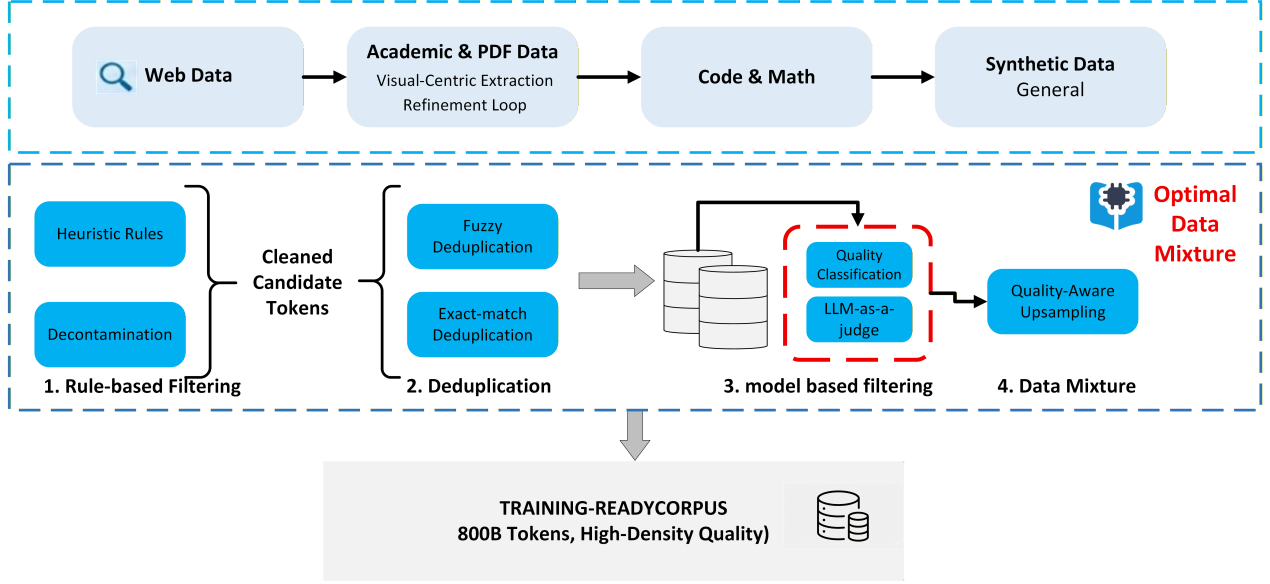 Web Data
Academic & PDF Data
Visual-Centric Extraction
Refinement Loop
Code & Math
Synthetic Data
General
Heuristic Rules
Decontamination
1. Rule-based Filtering
Cleaned
Candidate
Tokens
Fuzzy
Deduplication
Exact-match
Deduplication
2. Deduplication
Quality
Classification
LLM-as-a-
judge
3. model based filtering
Optimal
Data
Mixture
Quality-Aware
Upsampling
4. Data Mixture
TRAINING-READYCORPUS
800B Tokens, High-Density Quality)